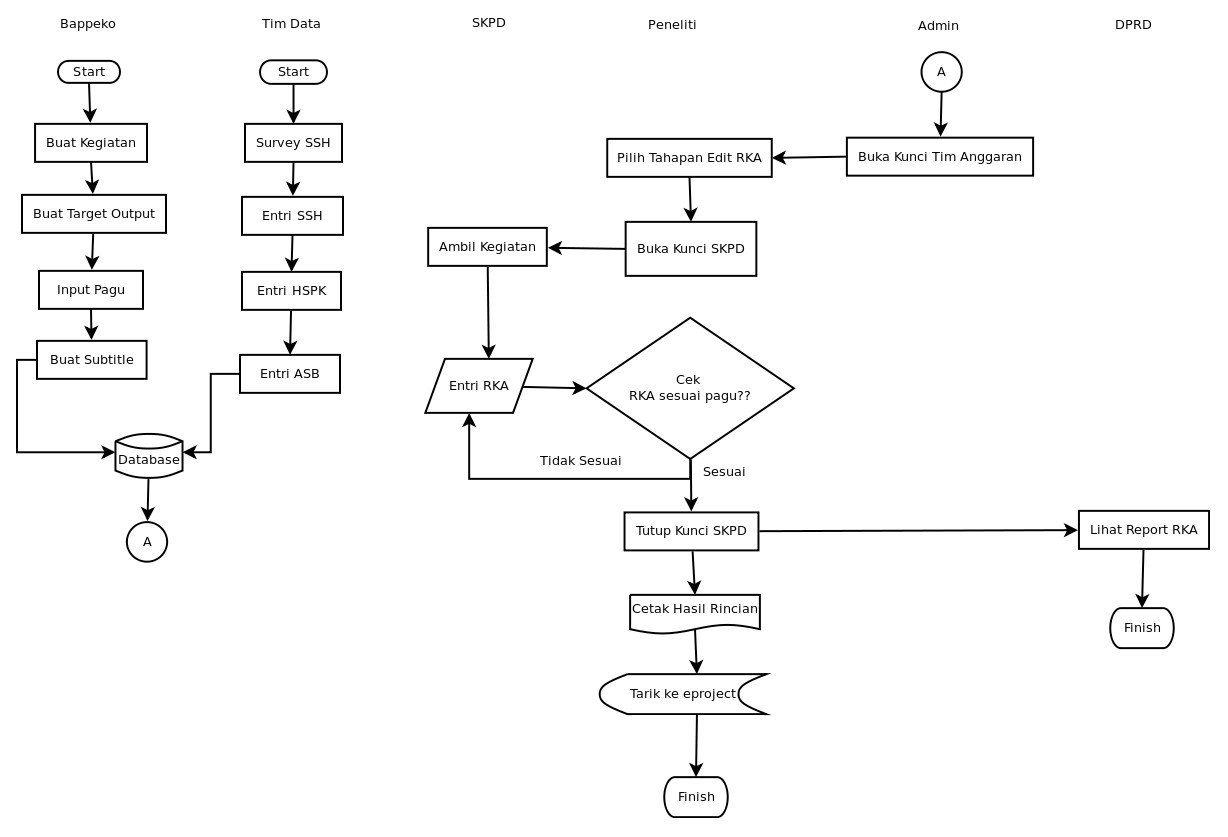 Bappeko
Tim Data
SKPD
Peneliti
Admin
DPRD
Start
Buat Kegiatan
Buat Target Output
Input Pagu
Buat Subtitle
Start
Survey SSH
Entri SSH
Entri HSPK
Entri ASB
Database
A
A
Buka Kunci Tim Anggaran
Pilih Tahapan Edit RKA
Buka Kunci SKPD
Ambil Kegiatan
Entri RKA
Cek
RKA sesuai pagu??
Tidak Sesuai
Sesuai
Tutup Kunci SKPD
Lihat Report RKA
Cetak Hasil Rincian
Finish
Tarik ke eproject
Finish